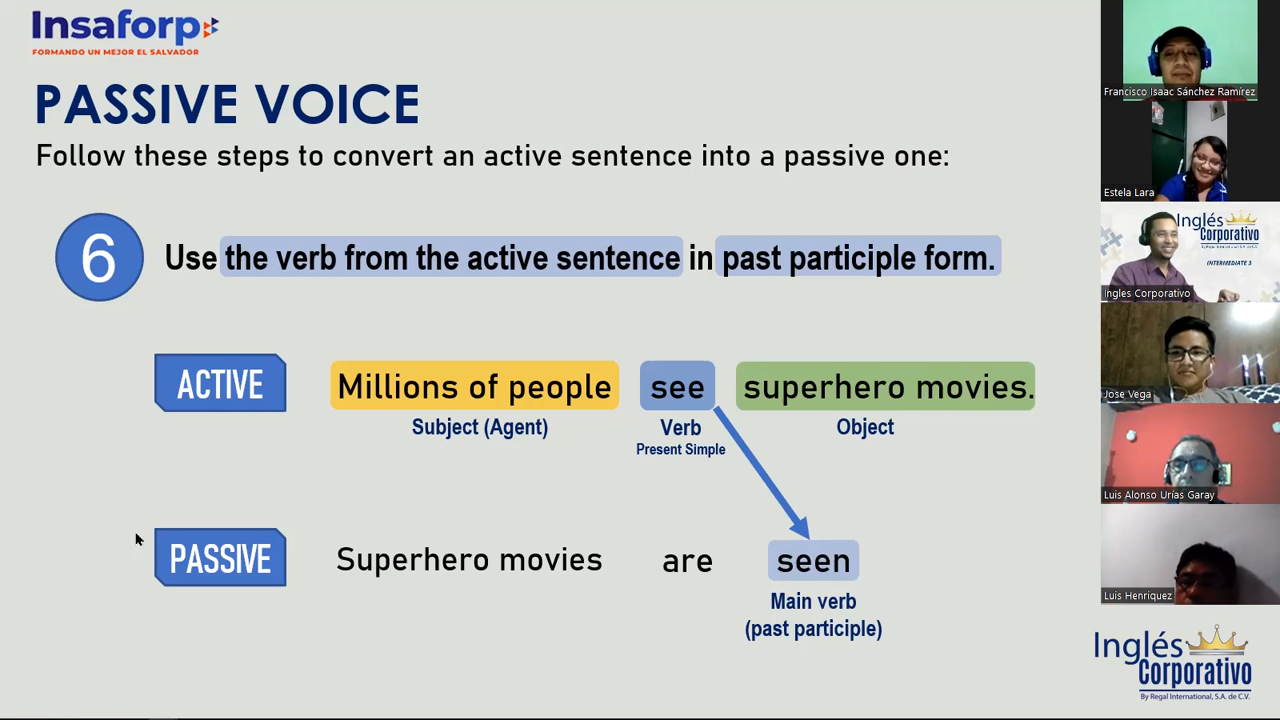 Insaforp
FORMANDO UN MEJOR EL SALVADOR
PASSIVE VOICE
Follow these steps to convert an active sentence into a passive one:
6 Use the verb from the active sentence in past participle form.
ACTIVE Millions of people see superhero movies.
Subject (Agent) Verb Object
Present Simple
PASSIVE Superhero movies are seen
Main verb
(past participle)
Francisco Isaac Sánchez Ramírez
Estela Lara
Inglés
Corporativo
INTERMEDIATE 3
Ingles Corporativo
Jose Vega
Luis Alonso Urías Garay
Luis Henriquez
Inglés
Corporativo
By Regal International, S.A. de C.V.